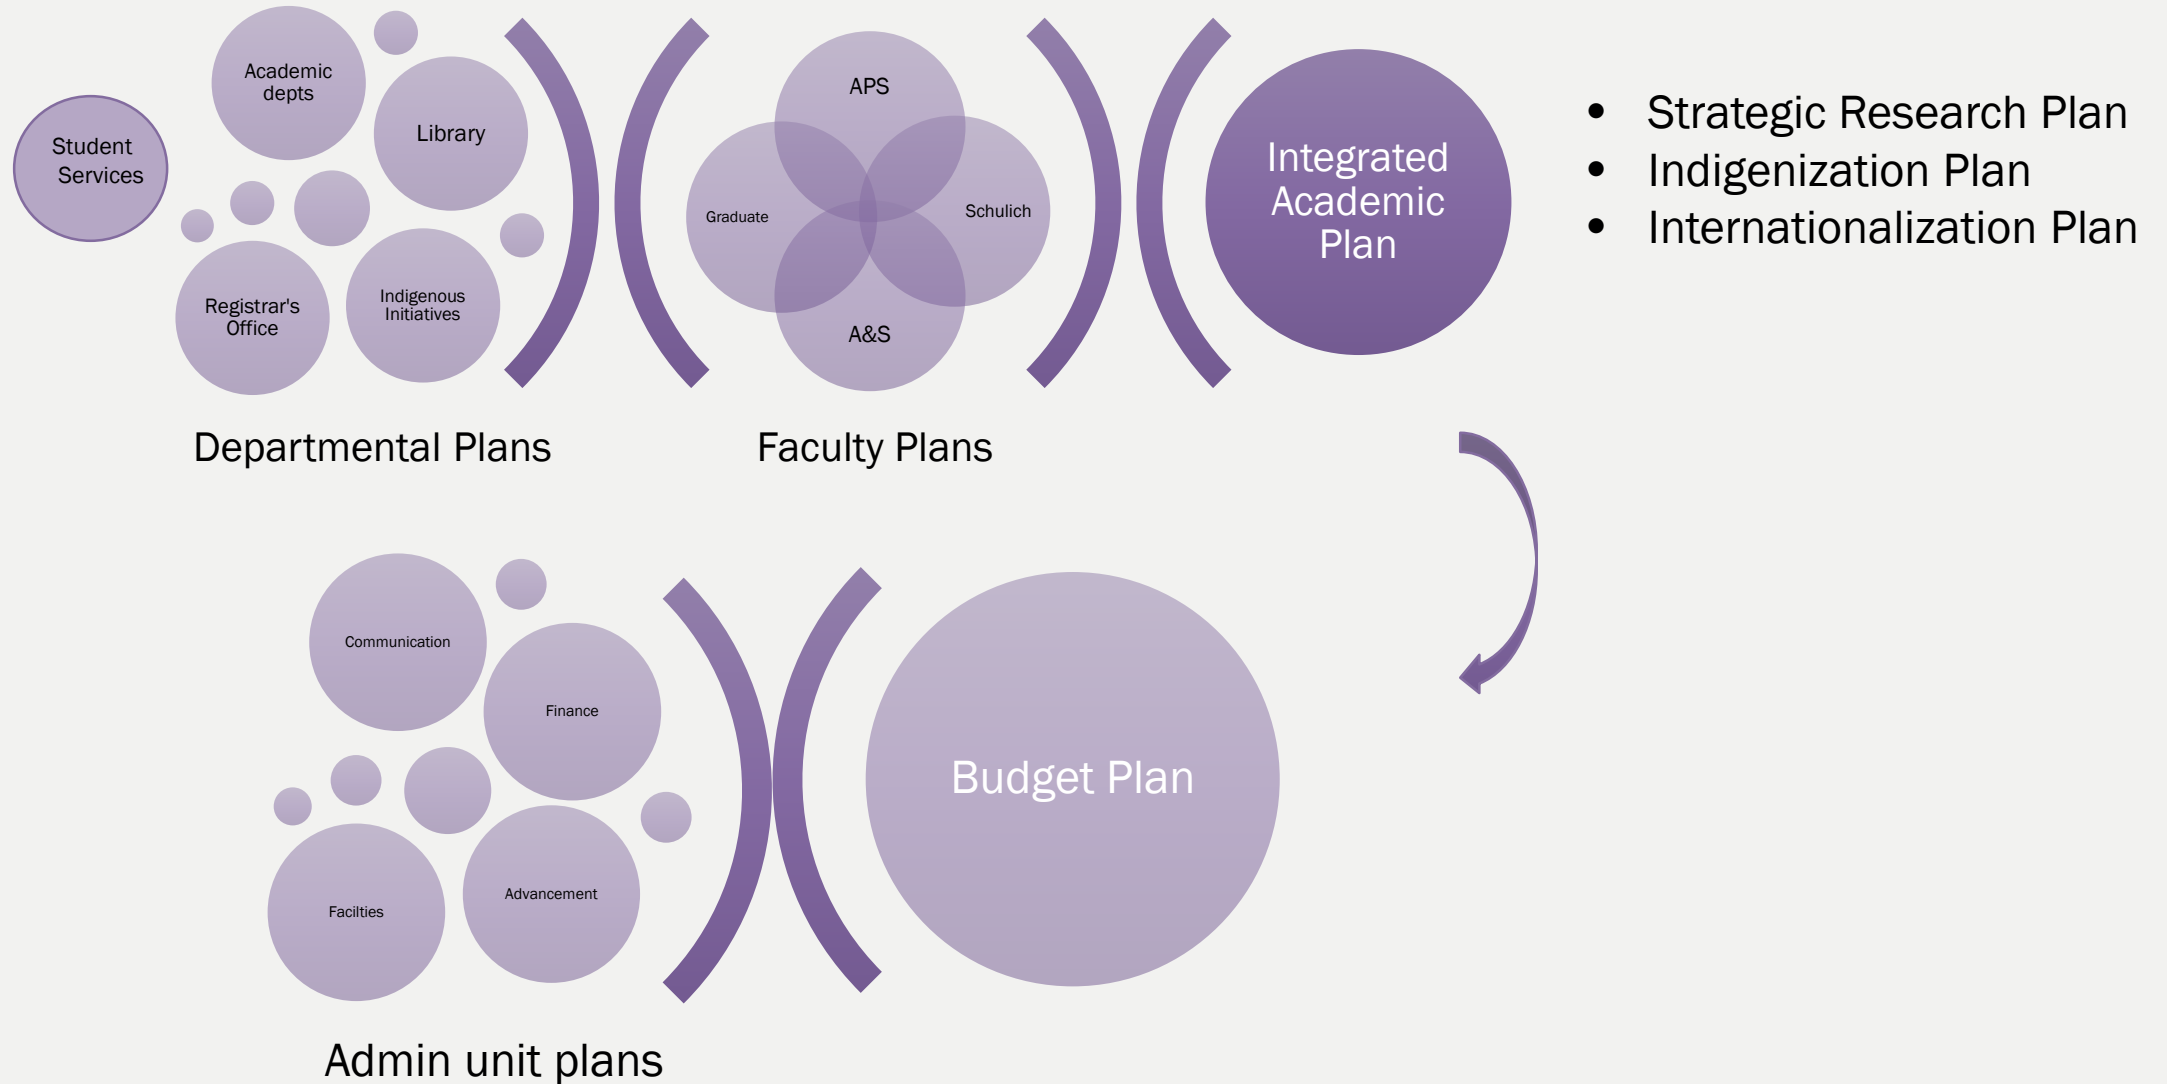 Student
Services
Academic
depts
Library
Registrar's
Office
Indigenous
Initiatives
Departmental Plans
APS
Graduate
Schulich
A&S
Faculty Plans
Integrated
Academic
Plan
• Strategic Research Plan
• Indigenization Plan
• Internationalization Plan
Communication
Finance
Facilties
Advancement
Admin unit plans
Budget Plan